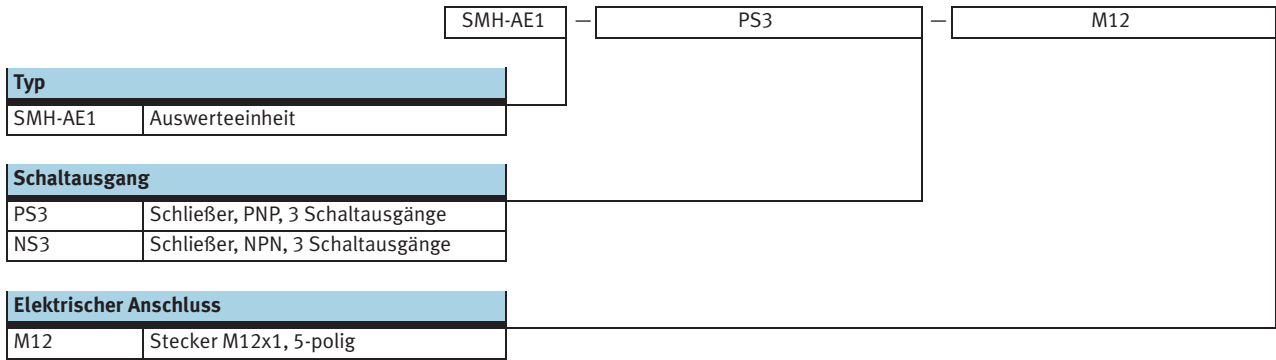 SMH-AE1 — PS3 — M12
Typ
SMH-AE1 Auswerteeinheit
Schaltausgang
PS3 Schließer, PNP, 3 Schaltausgänge
NS3 Schließer, NPN, 3 Schaltausgänge
Elektrischer Anschluss
M12 Stecker M12x1, 5-polig